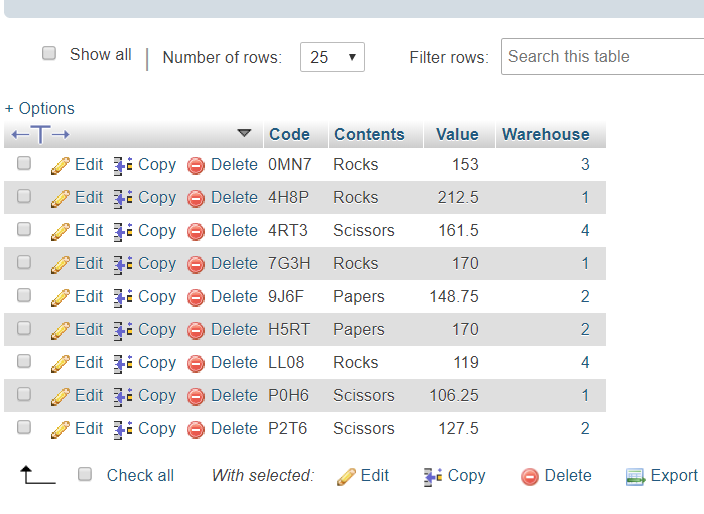 Show all | Number of rows: 25 Filter rows: Search this table
+ Options
Code Contents Value Warehouse
Edit Copy Delete 0MN7 Rocks 153 3
Edit Copy Delete 4H8P Rocks 212.5 1
Edit Copy Delete 4RT3 Scissors 161.5 4
Edit Copy Delete 7G3H Rocks 170 1
Edit Copy Delete 9J6F Papers 148.75 2
Edit Copy Delete H5RT Papers 170 2
Edit Copy Delete LL08 Rocks 119 4
Edit Copy Delete P0H6 Scissors 106.25 1
Edit Copy Delete P2T6 Scissors 127.5 2
Check all With selected: Edit Copy Delete Export